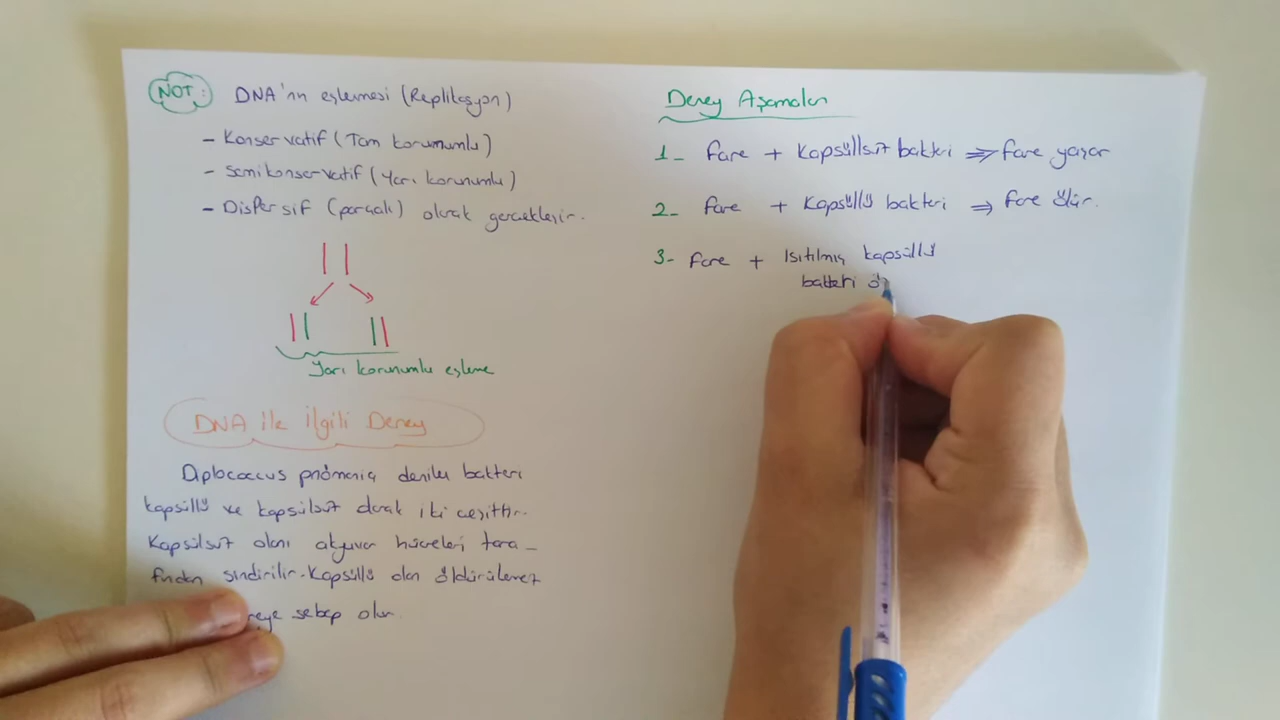 NOT:
DNA'nın eşlenmesi (Replikasyon)
- Konservatif (Tam korunumlu)
- Semikonservatif (Yarı korunumlu)
- Dispersif (parçalı) olarak gerçekleşir.
Yarı korunumlu eşleme
DNA ile ilgili Deney
Diplococcus pnömonia denilen bakteri
kapsüllü ve kapsülsüz olarak iki çeşittir.
Kapsülsüz olanı akyuvar hücreleri tara-
fından sindirilir. Kapsüllü olan öldürülemez
sebep olur.
Deney Aşamaları
1- Fare + Kapsülsüz bakteri ⇒ Fare yaşar
2- Fare + Kapsüllü bakteri ⇒ Fare ölür.
3- Fare + Isıtılmış kapsüllü
bakteri